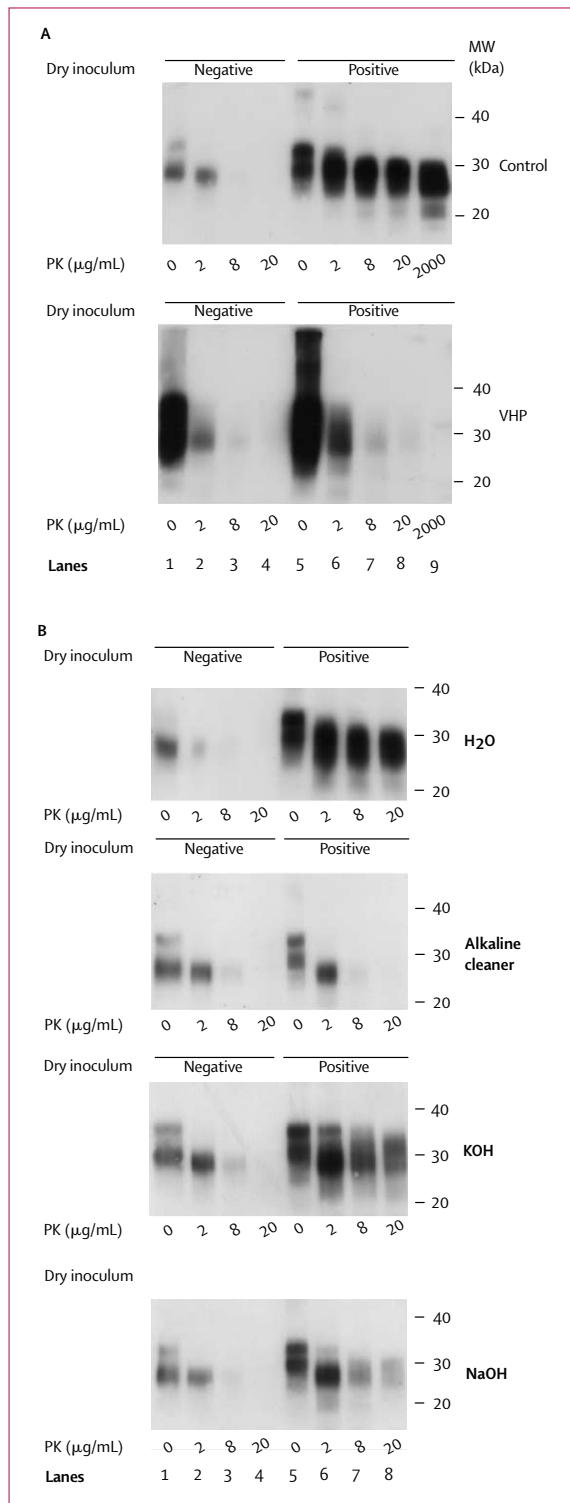 A
MW
Dry inoculum Negative Positive (kDa)
40
30 Control
20
PK (μg/mL) 0 2 8 20 0 2 8 20 2000
Dry inoculum Negative Positive
40
VHP
30
20
PK (μg/mL) 0 2 8 20 0 2 8 20 2000
Lanes 1 2 3 4 5 6 7 8 9
B
Dry inoculum Negative Positive
40
30 H2O
20
PK (μg/mL) 0 2 8 20 0 2 8 20
Dry inoculum Negative Positive
40
Alkaline
30 cleaner
20
PK (μg/mL) 0 2 8 20 0 2 8 20
Dry inoculum Negative Positive
40
30 KOH
20
PK (μg/mL) 0 2 8 20 0 2 8 20
Dry inoculum
40
30 NaOH
20
PK (μg/mL) 0 2 8 20 0 2 8 20
Lanes 1 2 3 4 5 6 7 8